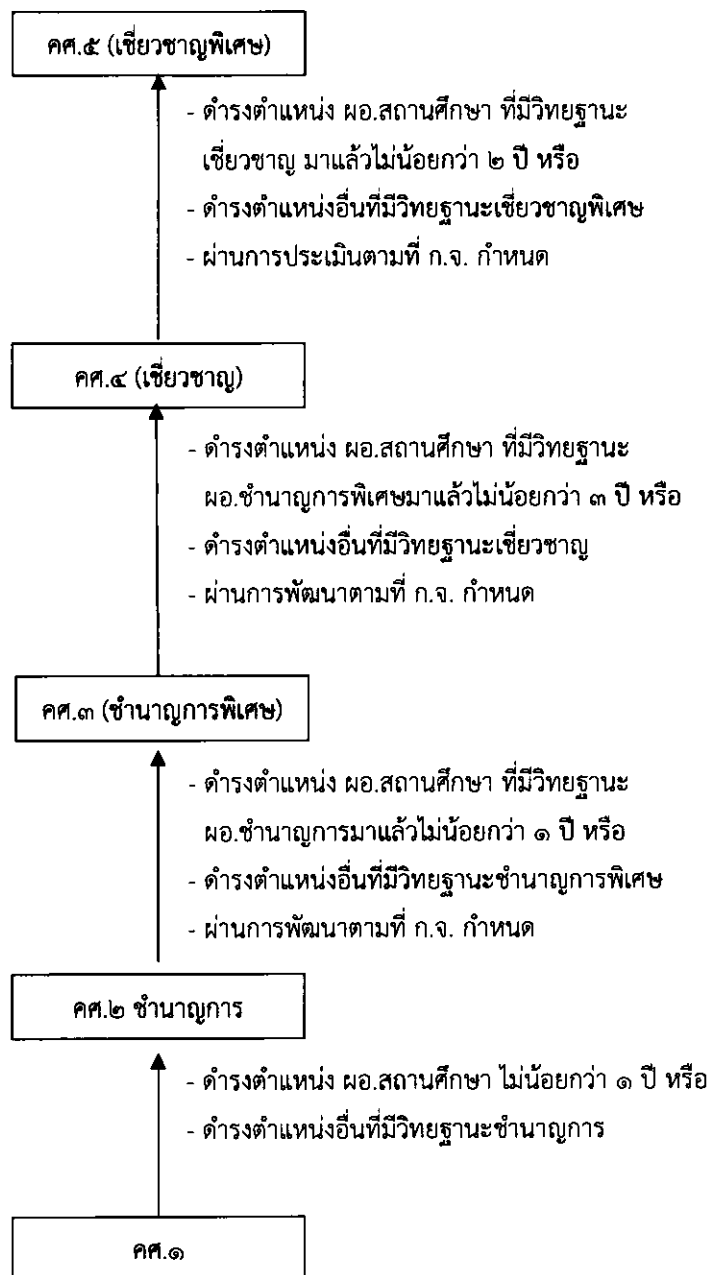 คศ.๕ (เชี่ยวชาญพิเศษ)
- ดำรงตำแหน่ง ผอ.สถานศึกษา ที่มีวิทยฐานะ
เชี่ยวชาญ มาแล้วไม่น้อยกว่า ๒ ปี หรือ
- ดำรงตำแหน่งอื่นที่มีวิทยฐานะเชี่ยวชาญพิเศษ
- ผ่านการประเมินตามที่ ก.จ. กำหนด
คศ.๔ (เชี่ยวชาญ)
- ดำรงตำแหน่ง ผอ.สถานศึกษา ที่มีวิทยฐานะ
ผอ.ชำนาญการพิเศษมาแล้วไม่น้อยกว่า ๓ ปี หรือ
- ดำรงตำแหน่งอื่นที่มีวิทยฐานะเชี่ยวชาญ
- ผ่านการพัฒนาตามที่ ก.จ. กำหนด
คศ.๓ (ชำนาญการพิเศษ)
- ดำรงตำแหน่ง ผอ.สถานศึกษา ที่มีวิทยฐานะ
ผอ.ชำนาญการมาแล้วไม่น้อยกว่า ๑ ปี หรือ
- ดำรงตำแหน่งอื่นที่มีวิทยฐานะชำนาญการพิเศษ
- ผ่านการพัฒนาตามที่ ก.จ. กำหนด
คศ.๒ ชำนาญการ
- ดำรงตำแหน่ง ผอ.สถานศึกษา ไม่น้อยกว่า ๑ ปี หรือ
- ดำรงตำแหน่งอื่นที่มีวิทยฐานะชำนาญการ
คศ.๑